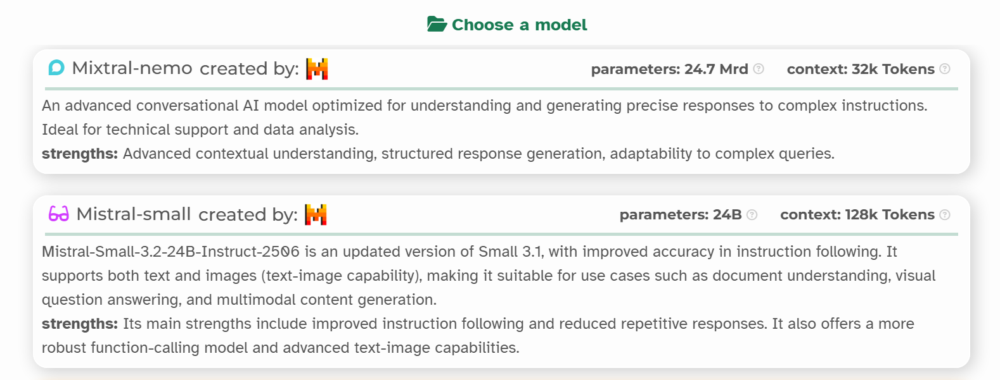 Choose a model
Mixtral-nemo created by: parameters: 24.7 Mrd context: 32k Tokens
An advanced conversational AI model optimized for understanding and generating precise responses to complex instructions.
Ideal for technical support and data analysis.
strengths: Advanced contextual understanding, structured response generation, adaptability to complex queries.
Mistral-small created by: parameters: 24B context: 128k Tokens
Mistral-Small-3.2-24B-Instruct-2506 is an updated version of Small 3.1, with improved accuracy in instruction following. It
supports both text and images (text-image capability), making it suitable for use cases such as document understanding, visual
question answering, and multimodal content generation.
strengths: Its main strengths include improved instruction following and reduced repetitive responses. It also offers a more
robust function-calling model and advanced text-image capabilities.